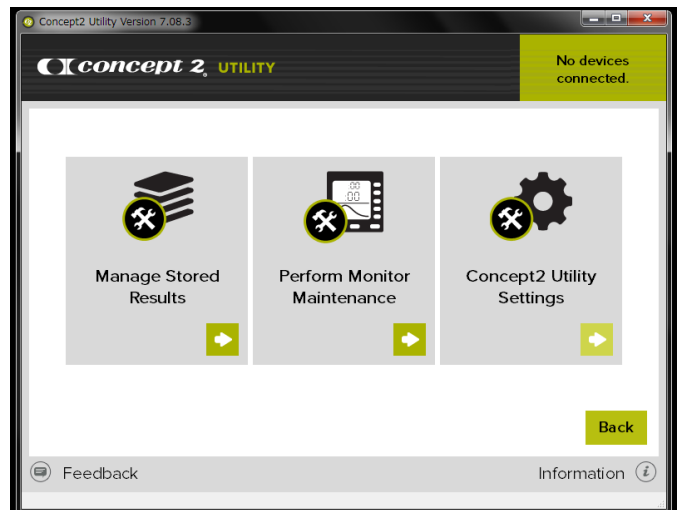 Concept2 Utility Version 7.08.3
concept 2® UTILITY
No devices
connected.
Manage Stored
Results
Perform Monitor
Maintenance
Concept2 Utility
Settings
Back
Feedback
Information